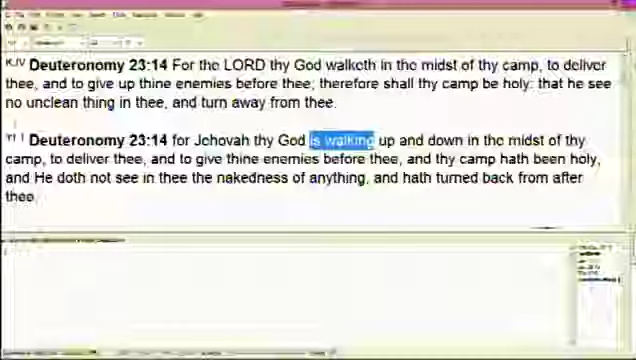 KJV Deuteronomy 23:14 For the LORD thy God walketh in the midst of thy camp, to deliver
thee, and to give up thine enemies before thee; therefore shall thy camp be holy: that he see
no unclean thing in thee, and turn away from thee.
Deuteronomy 23:14 for Jehovah thy God is walking up and down in the midst of thy
camp, to deliver thee, and to give thine enemies before thee, and thy camp hath been holy,
and He doth not see in thee the nakedness of anything, and hath turned back from after
thee.